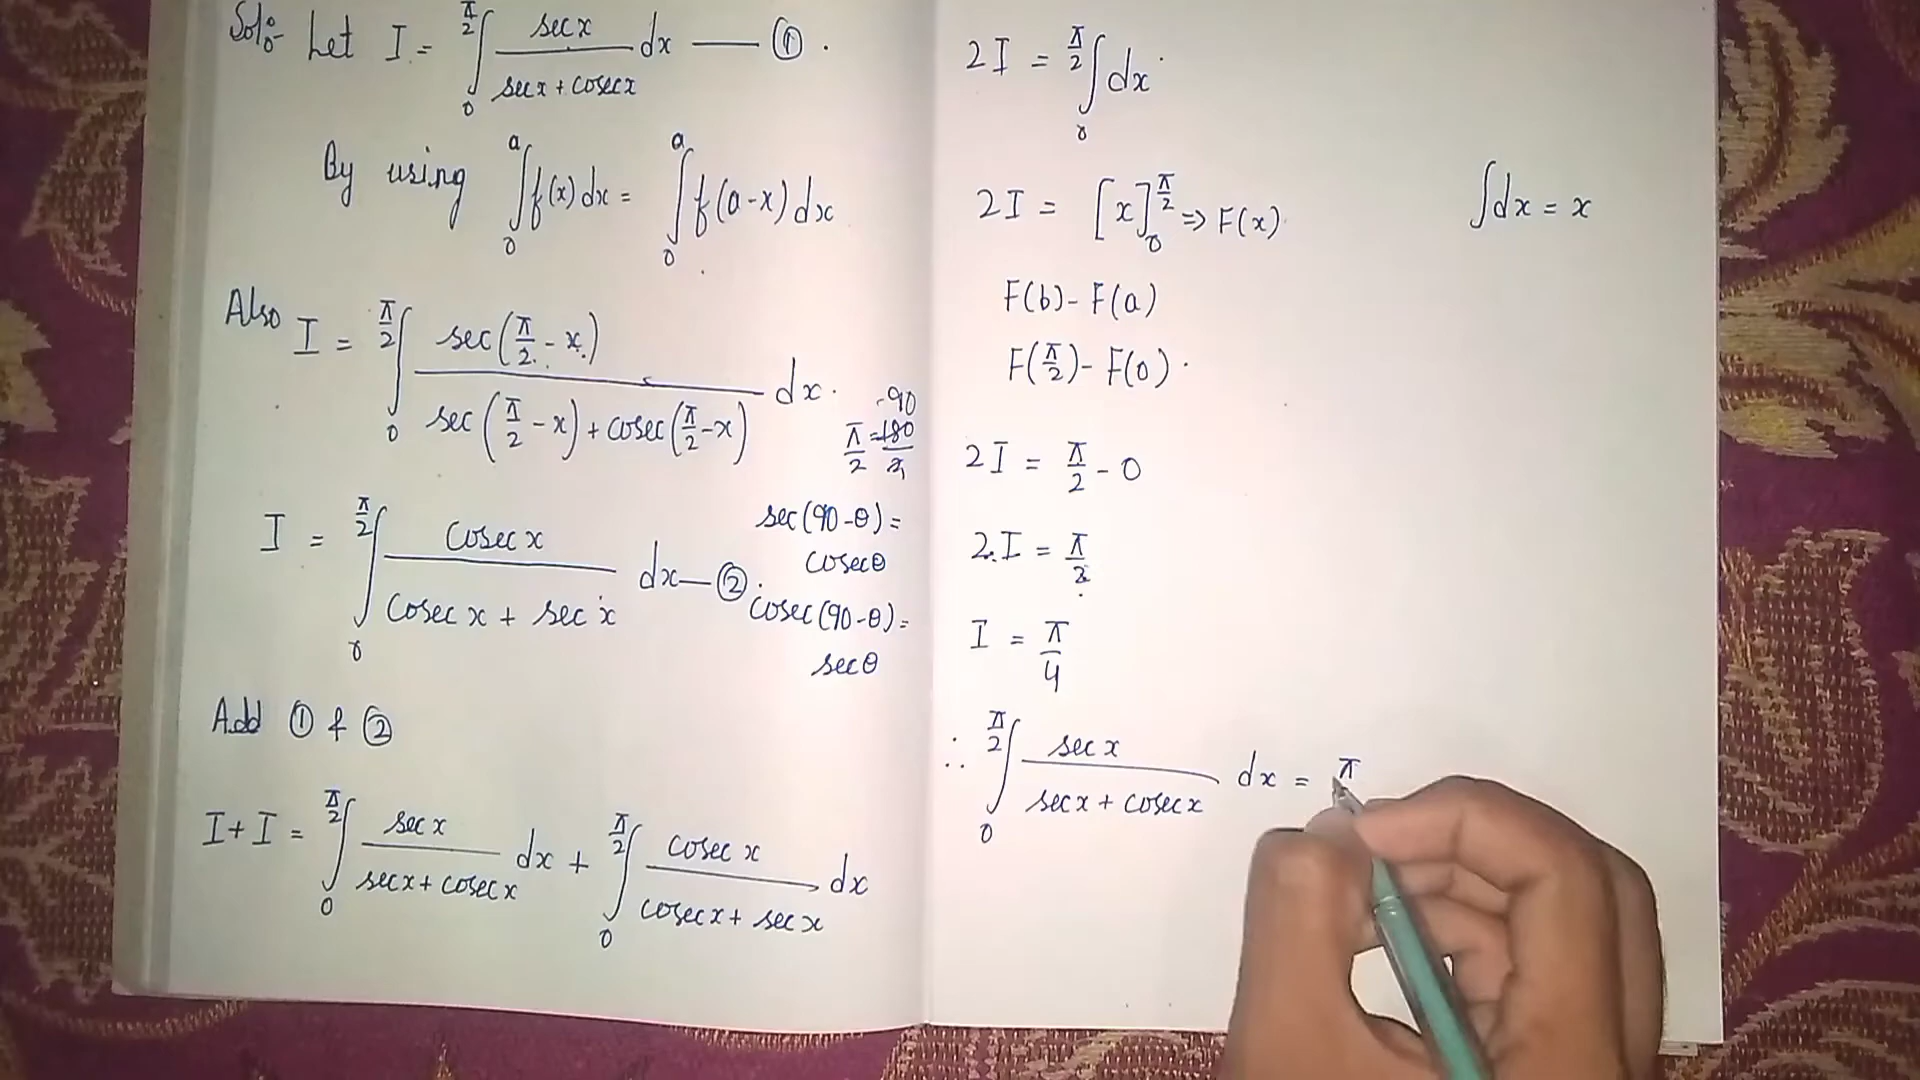 Sol:- Let I = ∫₀^(π/2) sec x / (sec x + cosec x) dx — ①.
By using ∫₀^a f(x) dx = ∫₀^a f(a-x) dx
Also I = ∫₀^(π/2) sec(π/2 - x) / (sec(π/2 - x) + cosec(π/2 - x)) dx.
π/2 = 180/2 90
I = ∫₀^(π/2) cosec x / (cosec x + sec x) dx — ②.
sec(90-θ) =
cosecθ
cosec(90-θ) =
secθ
Add ① & ②
I + I = ∫₀^(π/2) sec x / (sec x + cosec x) dx + ∫₀^(π/2) cosec x / (cosec x + sec x) dx
2I = ∫₀^(π/2) dx
2I = [x]₀^(π/2) ⇒ F(x)
∫dx = x
F(b) - F(a)
F(π/2) - F(0).
2I = π/2 - 0
2I = π/2
I = π/4
∴ ∫₀^(π/2) sec x / (sec x + cosec x) dx = π